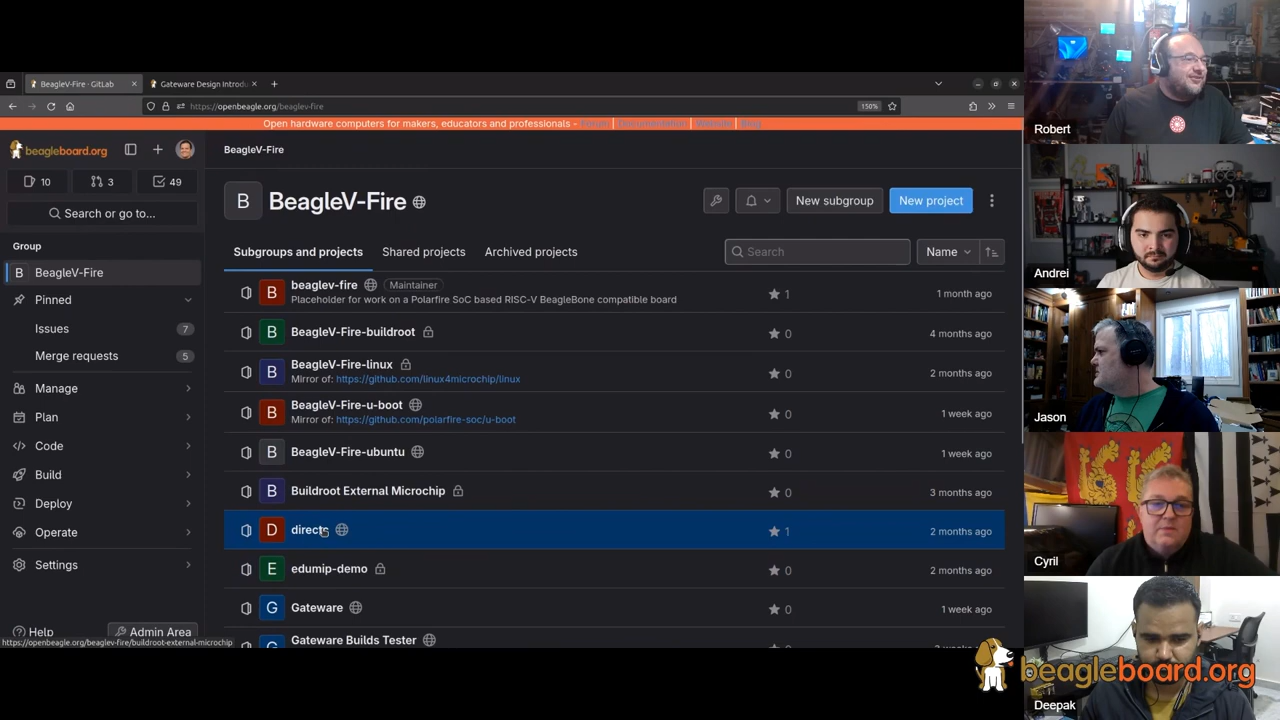 BeagleV-Fire · GitLab
Gateware Design Introdu
https://openbeagle.org/beaglev-fire
150%
Open hardware computers for makers, educators and professionals - Forum | Documentation | Website | Blog
beagleboard.org
10
3
49
Search or go to...
Group
B BeagleV-Fire
Pinned
Issues 7
Merge requests 5
Manage
Plan
Code
Build
Deploy
Operate
Settings
Help
Admin Area
https://openbeagle.org/beaglev-fire/buildroot-external-microchip
BeagleV-Fire
B BeagleV-Fire
New subgroup
New project
Subgroups and projects
Shared projects
Archived projects
Search
Name
B beaglev-fire Maintainer 1 1 month ago
Placeholder for work on a Polarfire SoC based RISC-V BeagleBone compatible board
B BeagleV-Fire-buildroot 0 4 months ago
B BeagleV-Fire-linux 0 2 months ago
Mirror of: https://github.com/linux4microchip/linux
B BeagleV-Fire-u-boot 0 1 week ago
Mirror of: https://github.com/polarfire-soc/u-boot
B BeagleV-Fire-ubuntu 0 1 week ago
B Buildroot External Microchip 0 3 months ago
D directs 1 2 months ago
E edumip-demo 0 2 months ago
G Gateware 0 1 week ago
G Gateware Builds Tester
Robert
Andrei
Jason
Cyril
Deepak
beagleboard.org